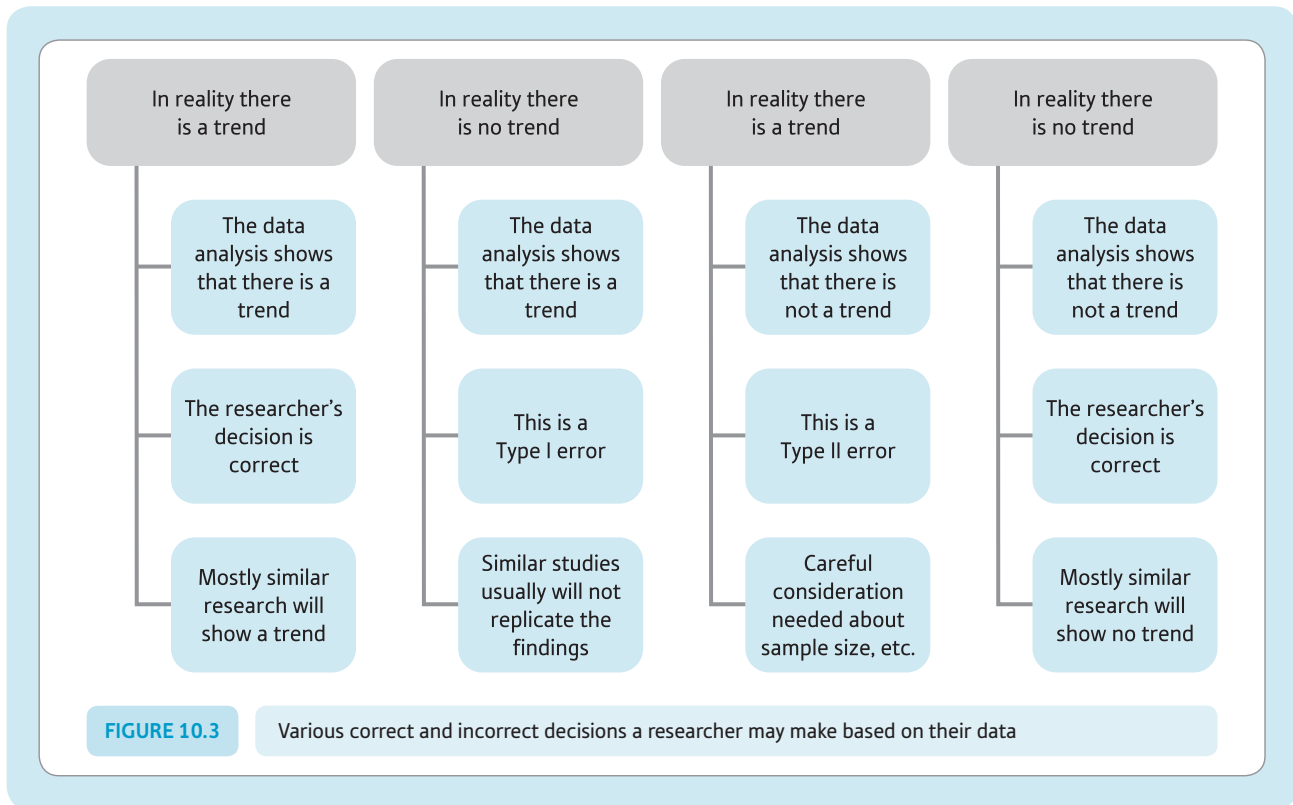 In reality there
is a trend
The data
analysis shows
that there is a
trend
The researcher's
decision is
correct
Mostly similar
research will
show a trend
In reality there
is no trend
The data
analysis shows
that there is a
trend
This is a
Type I error
Similar studies
usually will not
replicate the
findings
In reality there
is a trend
The data
analysis shows
that there is
not a trend
This is a
Type II error
Careful
consideration
needed about
sample size, etc.
In reality there
is no trend
The data
analysis shows
that there is
not a trend
The researcher's
decision is
correct
Mostly similar
research will
show no trend
FIGURE 10.3
Various correct and incorrect decisions a researcher may make based on their data